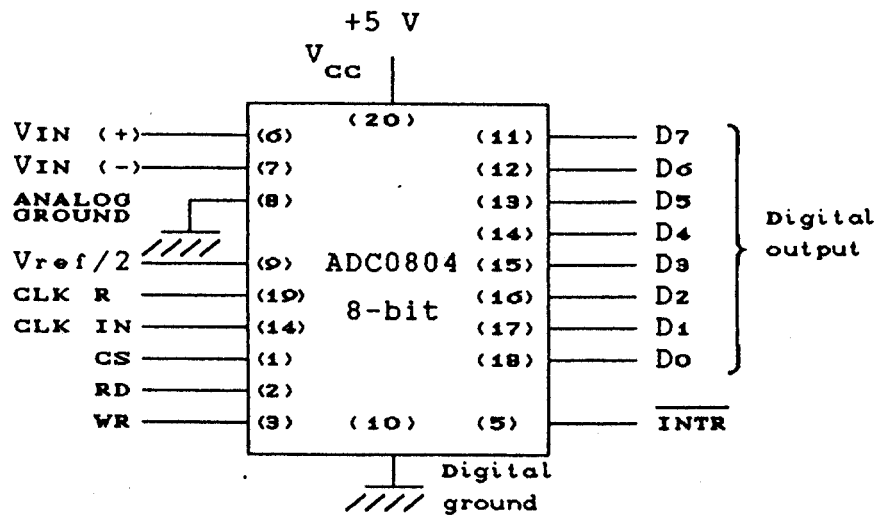 +5 V
VCC
VIN (+) (6) (20) (11) D7
VIN (-) (7) (12) D6
ANALOG GROUND (8) (13) D5
(14) D4
Vref/2 (9) ADC0804 (15) D3
CLK R (19) 8-bit (16) D2
CLK IN (14) (17) D1
CS (1) (18) D0
RD (2)
WR (3) (10) (5) INTR
Digital output
Digital ground